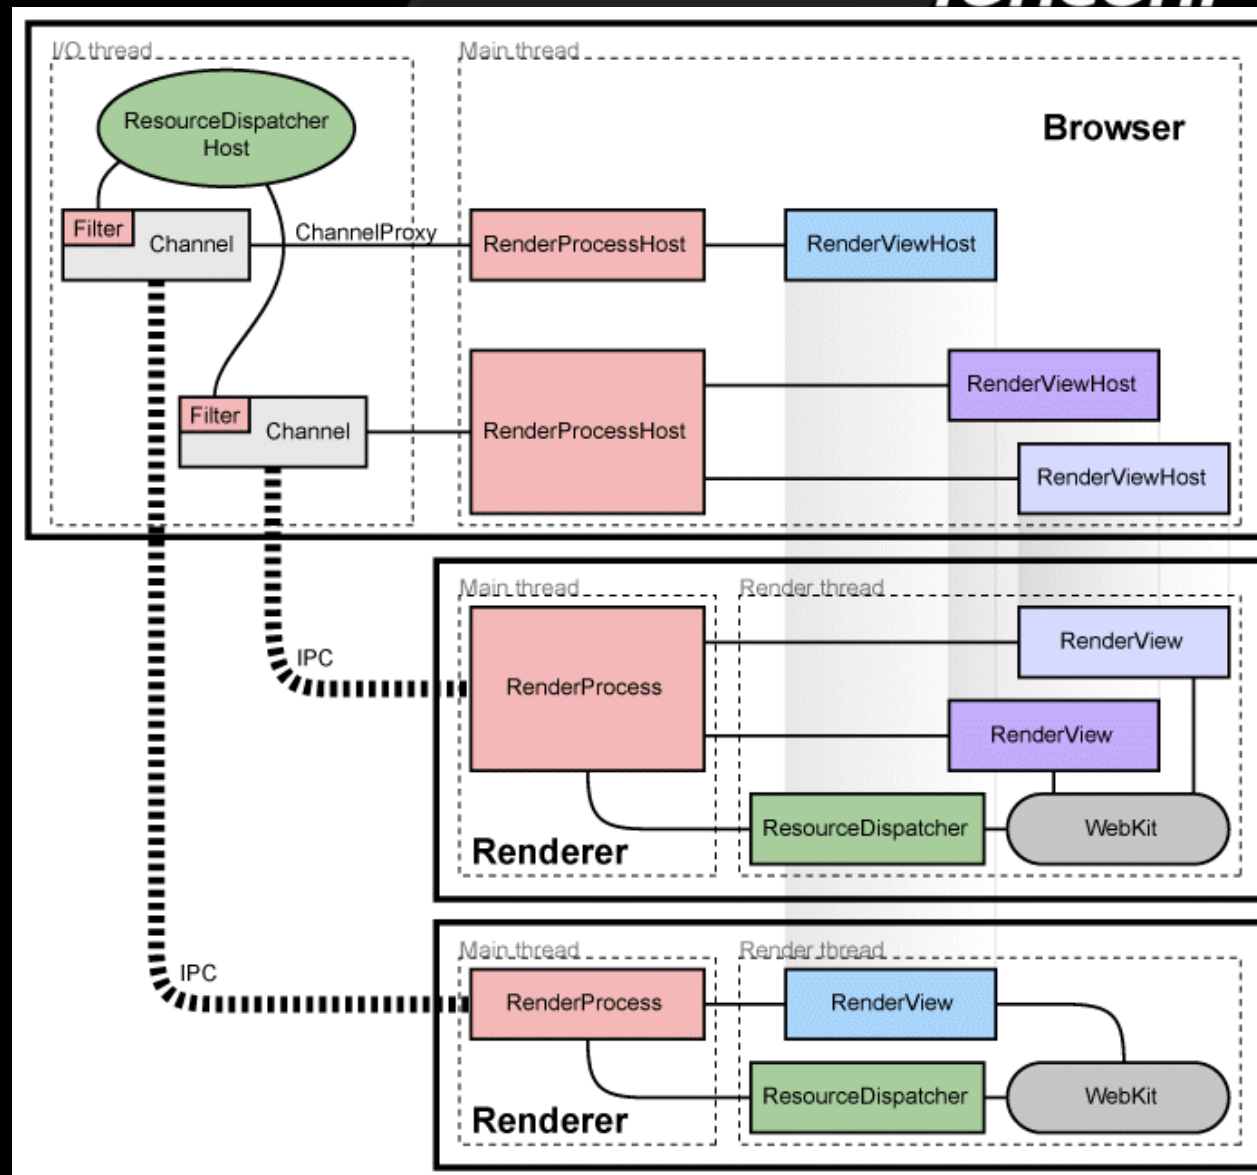 I/O thread
Main thread
ResourceDispatcher
Host
Browser
Filter
Channel
ChannelProxy
RenderProcessHost
RenderViewHost
RenderViewHost
Filter
Channel
RenderProcessHost
RenderViewHost
Main thread
Render thread
RenderView
IPC
RenderProcess
RenderView
ResourceDispatcher
WebKit
Renderer
Main thread
Render thread
IPC
RenderProcess
RenderView
ResourceDispatcher
WebKit
Renderer